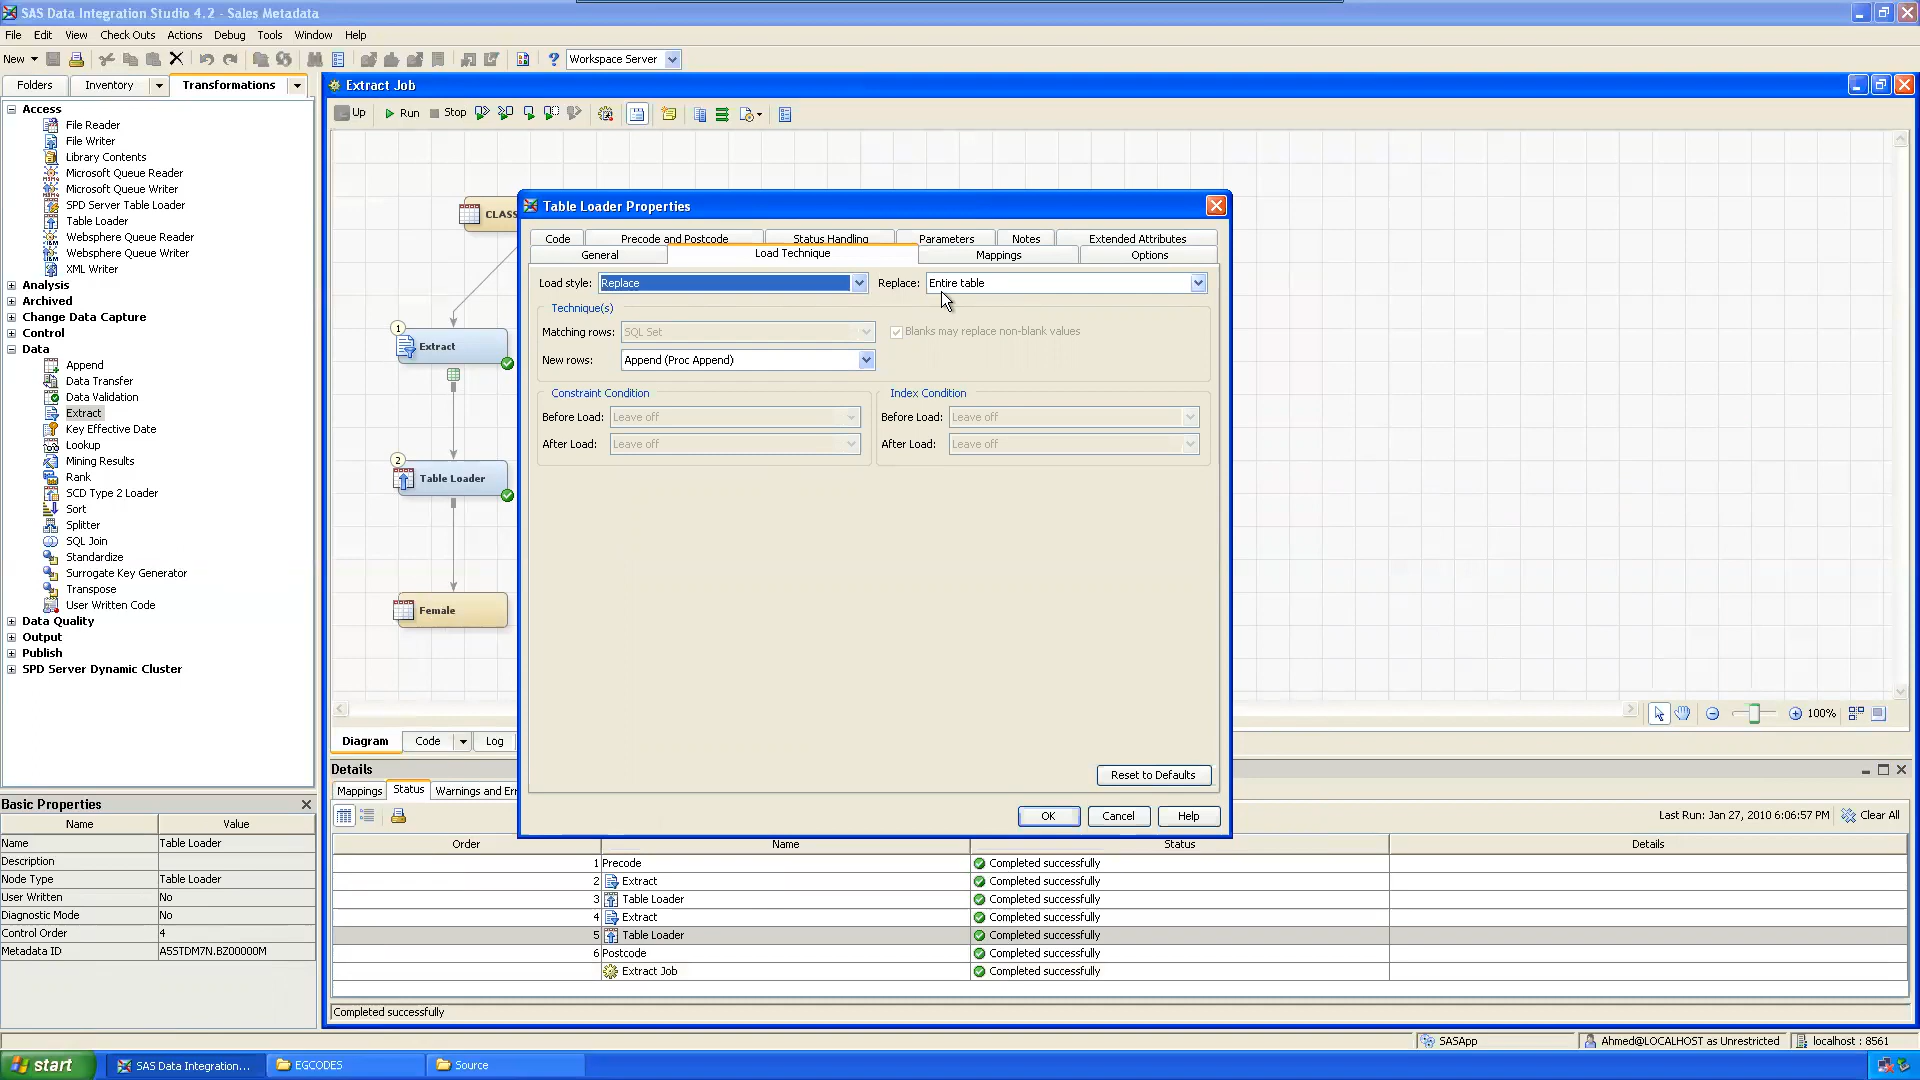 SAS Data Integration Studio 4.2 - Sales Metadata
File Edit View Check Outs Actions Debug Tools Window Help
New Workspace Server
Folders Inventory Transformations
Access
File Reader
File Writer
Library Contents
Microsoft Queue Reader
Microsoft Queue Writer
SPD Server Table Loader
Table Loader
Websphere Queue Reader
Websphere Queue Writer
XML Writer
Analysis
Archived
Change Data Capture
Control
Data
Append
Data Transfer
Data Validation
Extract
Key Effective Date
Lookup
Mining Results
Rank
SCD Type 2 Loader
Sort
Splitter
SQL Join
Standardize
Surrogate Key Generator
Transpose
User Written Code
Data Quality
Output
Publish
SPD Server Dynamic Cluster
Basic Properties
Name Value
Name Table Loader
Description
Node Type Table Loader
User Written No
Diagnostic Mode No
Control Order 4
Metadata ID A5STDM7N.BZ00000M
Extract Job
Up Run Stop
CLASS
1
Extract
2
Table Loader
Female
100%
Diagram Code Log
Table Loader Properties
Code Precode and Postcode Status Handling Parameters Notes Extended Attributes
General Load Technique Mappings Options
Load style: Replace Replace: Entire table
Technique(s)
Matching rows: SQL Set Blanks may replace non-blank values
New rows: Append (Proc Append)
Constraint Condition Index Condition
Before Load: Leave off Before Load: Leave off
After Load: Leave off After Load: Leave off
Reset to Defaults
OK Cancel Help
Details
Mappings Status Warnings and Err
Last Run: Jan 27, 2010 6:06:57 PM Clear All
Order Name Status Details
1 Precode Completed successfully
2 Extract Completed successfully
3 Table Loader Completed successfully
4 Extract Completed successfully
5 Table Loader Completed successfully
6 Postcode Completed successfully
Extract Job Completed successfully
Completed successfully
SASApp Ahmed@LOCALHOST as Unrestricted localhost : 8561
start SAS Data Integration... EGCODES Source